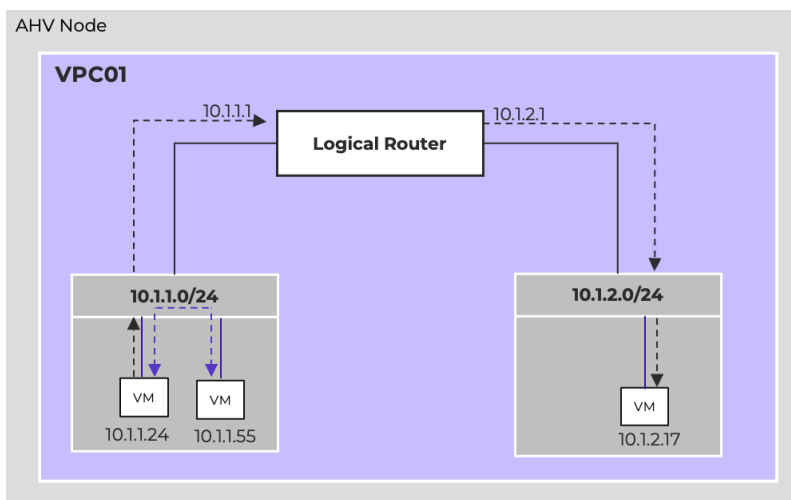 AHV Node
VPC01
10.1.1.1
10.1.2.1
Logical Router
10.1.1.0/24
10.1.2.0/24
VM
VM
VM
10.1.1.24
10.1.1.55
10.1.2.17